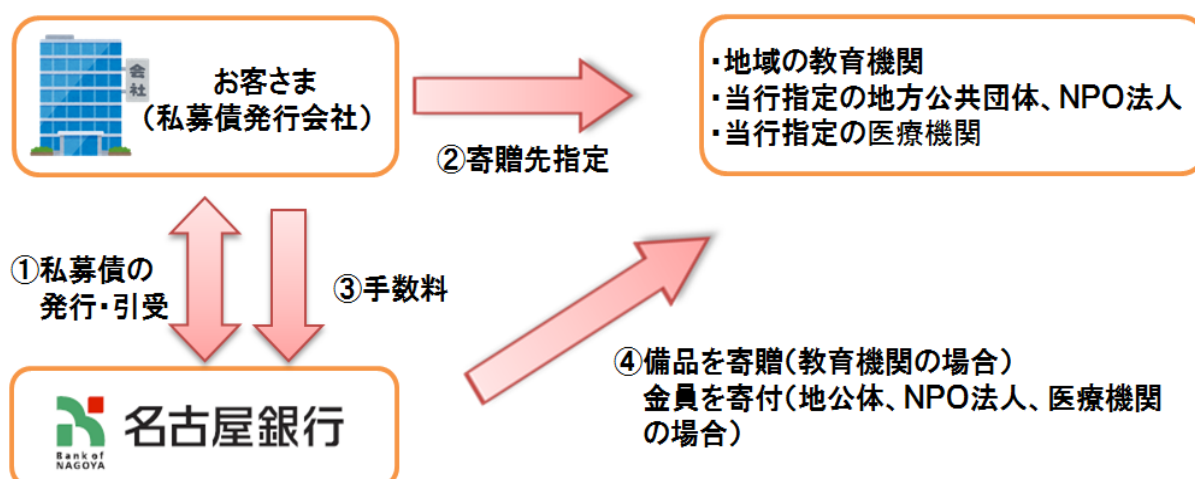 会社
お客さま
（私募債発行会社）
・地域の教育機関
・当行指定の地方公共団体、NPO法人
・当行指定の医療機関
②寄贈先指定
①私募債の
発行・引受
③手数料
④備品を寄贈（教育機関の場合）
金員を寄付（地公体、NPO法人、医療機関
の場合）
名古屋銀行
Bank of
NAGOYA